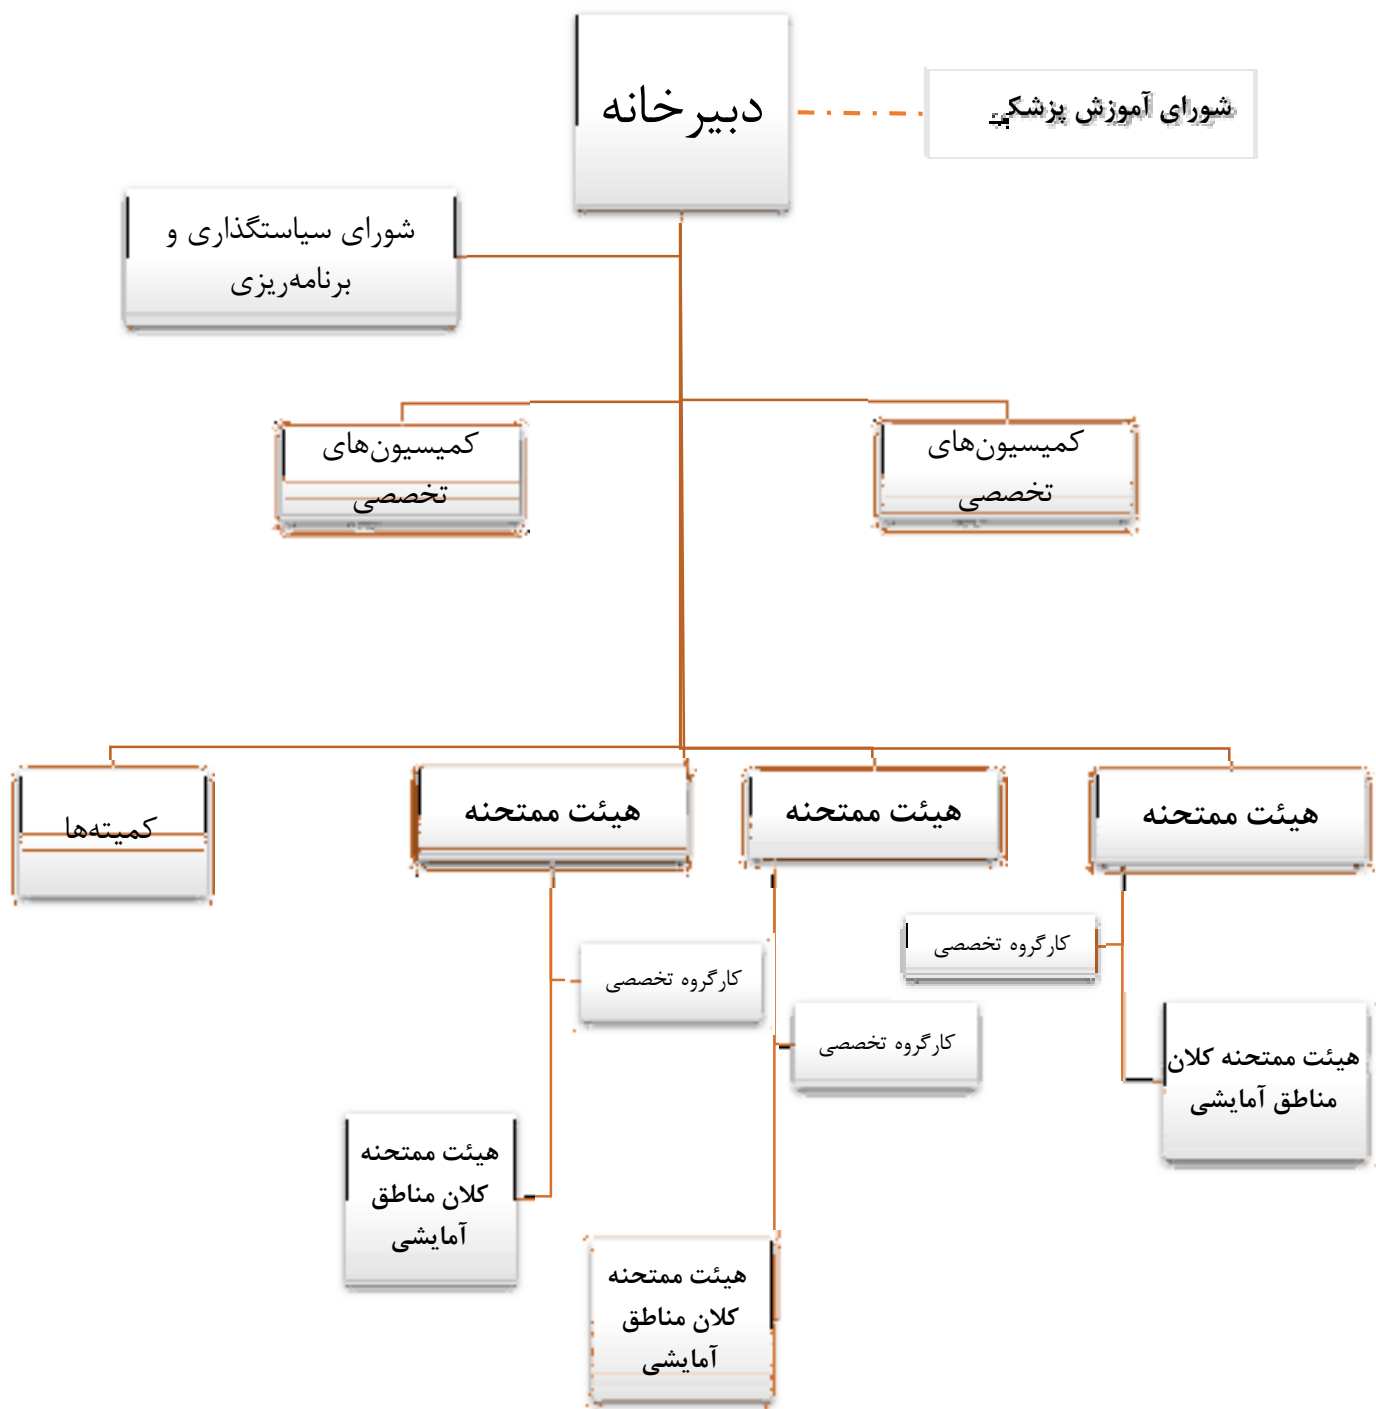 دبیرخانه
شورای آموزش پزشکی
شورای سیاستگذاری و
برنامه‌ریزی
کمیسیون‌های
تخصصی
کمیسیون‌های
تخصصی
هیئت ممتحنه
هیئت ممتحنه
هیئت ممتحنه
کمیته‌ها
کارگروه تخصصی
کارگروه تخصصی
کارگروه تخصصی
هیئت ممتحنه کلان
مناطق آمایشی
هیئت ممتحنه
کلان مناطق
آمایشی
هیئت ممتحنه
کلان مناطق
آمایشی